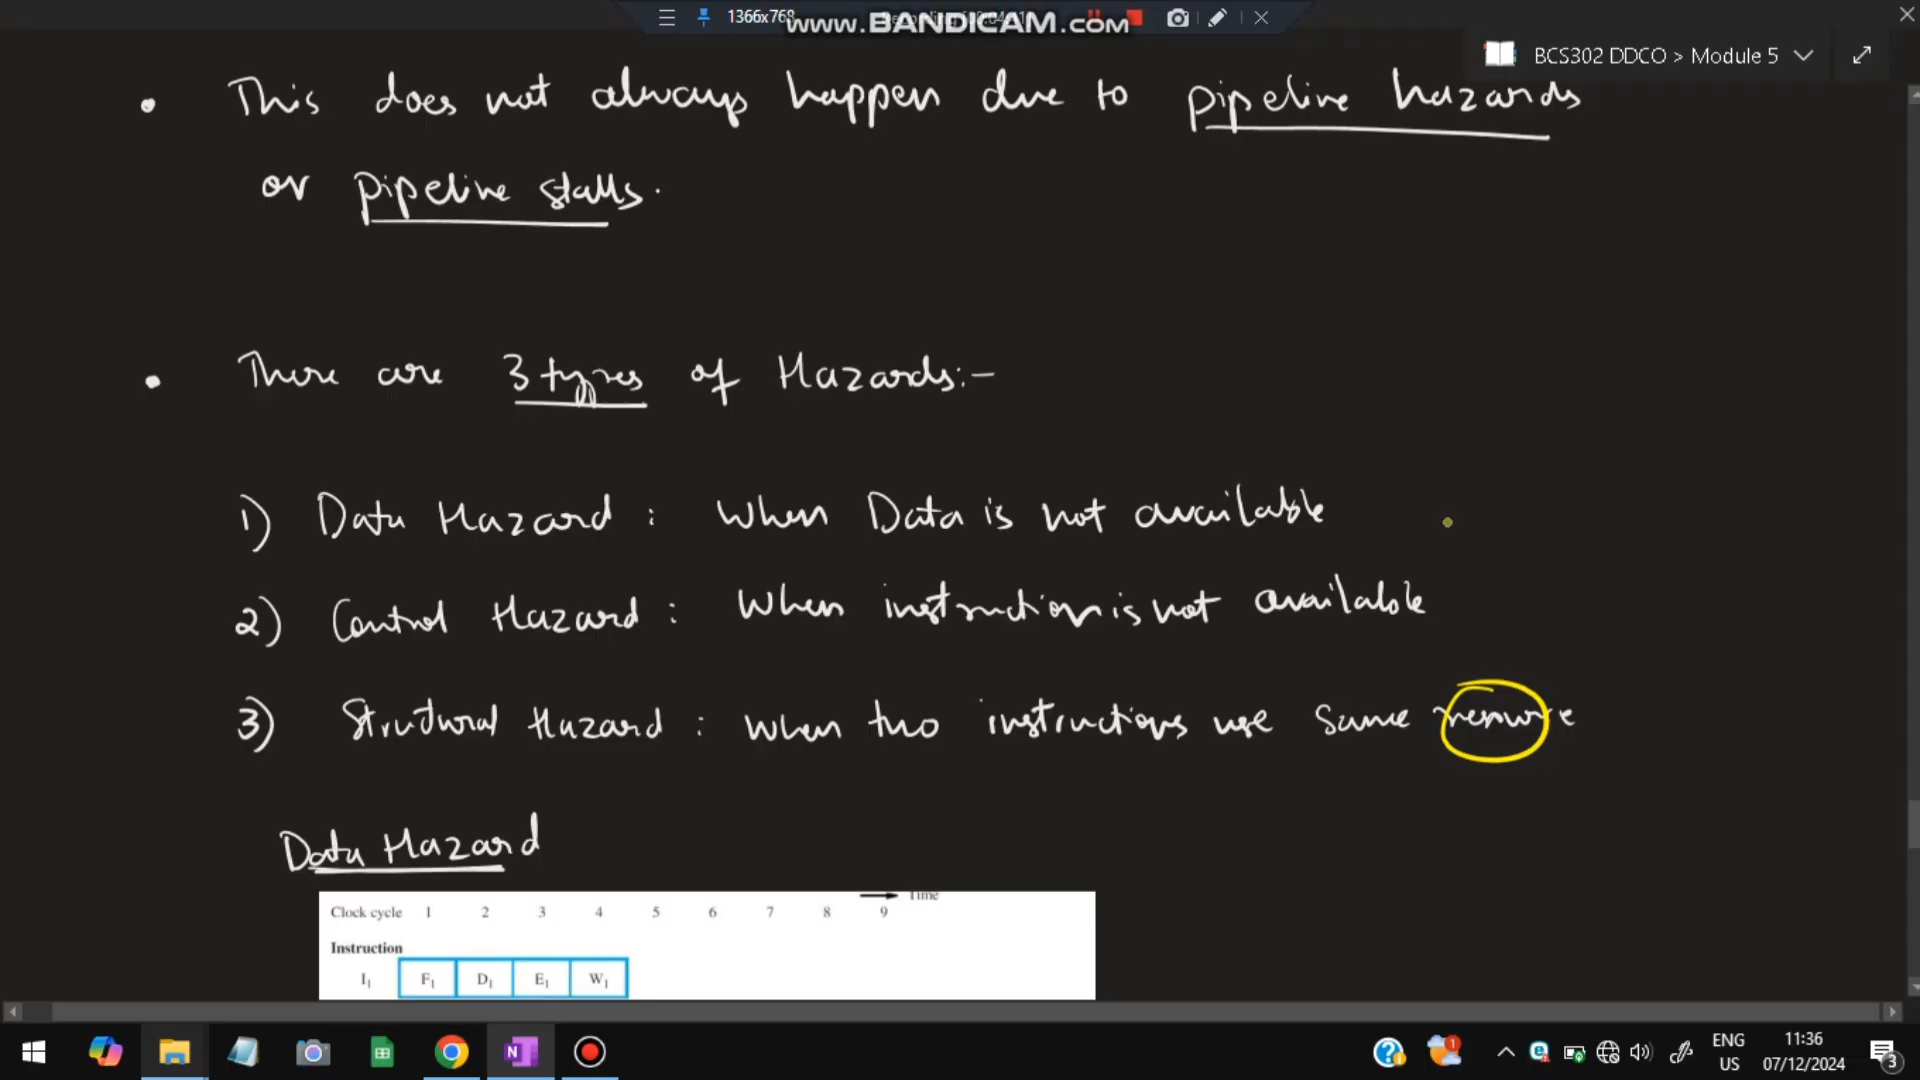 1366x768
www.BANDICAM.com
BCS302 DDCO > Module 5
• This does not always happen due to pipeline hazards
or pipeline stalls.
• There are 3 types of Hazards:-
1) Data Hazard : When Data is not available
2) Control Hazard : When instruction is not available
3) Structural Hazard : When two instructions use same resource
Data Hazard
Time
Clock cycle 1 2 3 4 5 6 7 8 9
Instruction
I1 F1 D1 E1 W1
ENG 11:36
US 07/12/2024 3